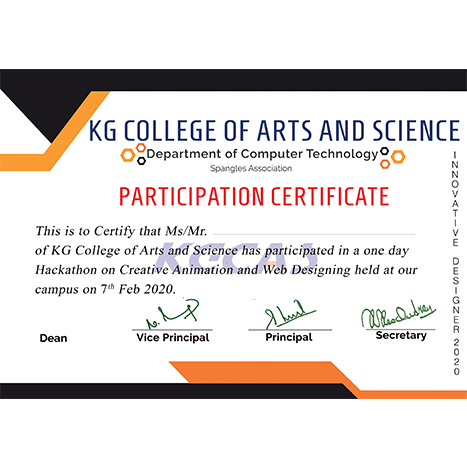 KG COLLEGE OF ARTS AND SCIENCE
Department of Computer Technology
Spangles Association
PARTICIPATION CERTIFICATE
This is to Certify that Ms/Mr.
of KG College of Arts and Science has participated in a one day
Hackathon on Creative Animation and Web Designing held at our
campus on 7th Feb 2020.
KGCAS
Dean
Vice Principal
Principal
Secretary
INNOVATIVE DESIGNER 2020